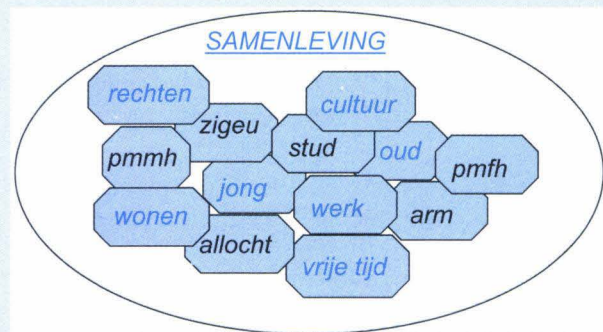 SAMENLEVING
rechten
cultuur
zigeu
stud
oud
pmmh
pmfh
jong
werk
wonen
arm
allocht
vrije tijd